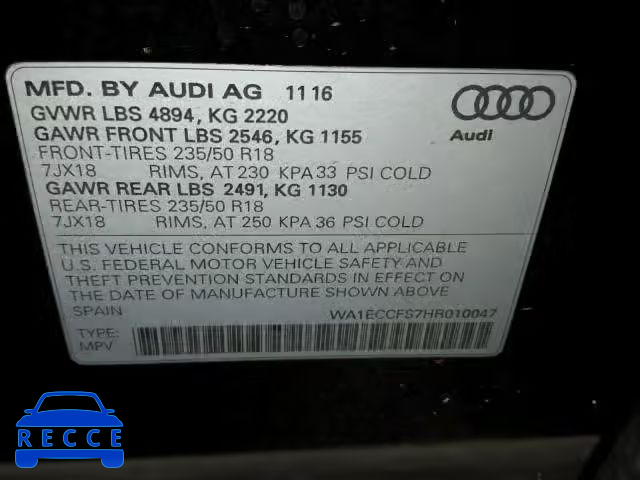 MFD. BY AUDI AG 11 16
GVWR LBS 4894, KG 2220
GAWR FRONT LBS 2546, KG 1155
FRONT-TIRES 235/50 R18
7JX18 RIMS, AT 230 KPA 33 PSI COLD
GAWR REAR LBS 2491, KG 1130
REAR-TIRES 235/50 R18
7JX18 RIMS, AT 250 KPA 36 PSI COLD
THIS VEHICLE CONFORMS TO ALL APPLICABLE
U.S. FEDERAL MOTOR VEHICLE SAFETY AND
THEFT PREVENTION STANDARDS IN EFFECT ON
THE DATE OF MANUFACTURE SHOWN ABOVE.
SPAIN WA1ECCFS7HR010047
TYPE:
MPV
Audi
RECCE